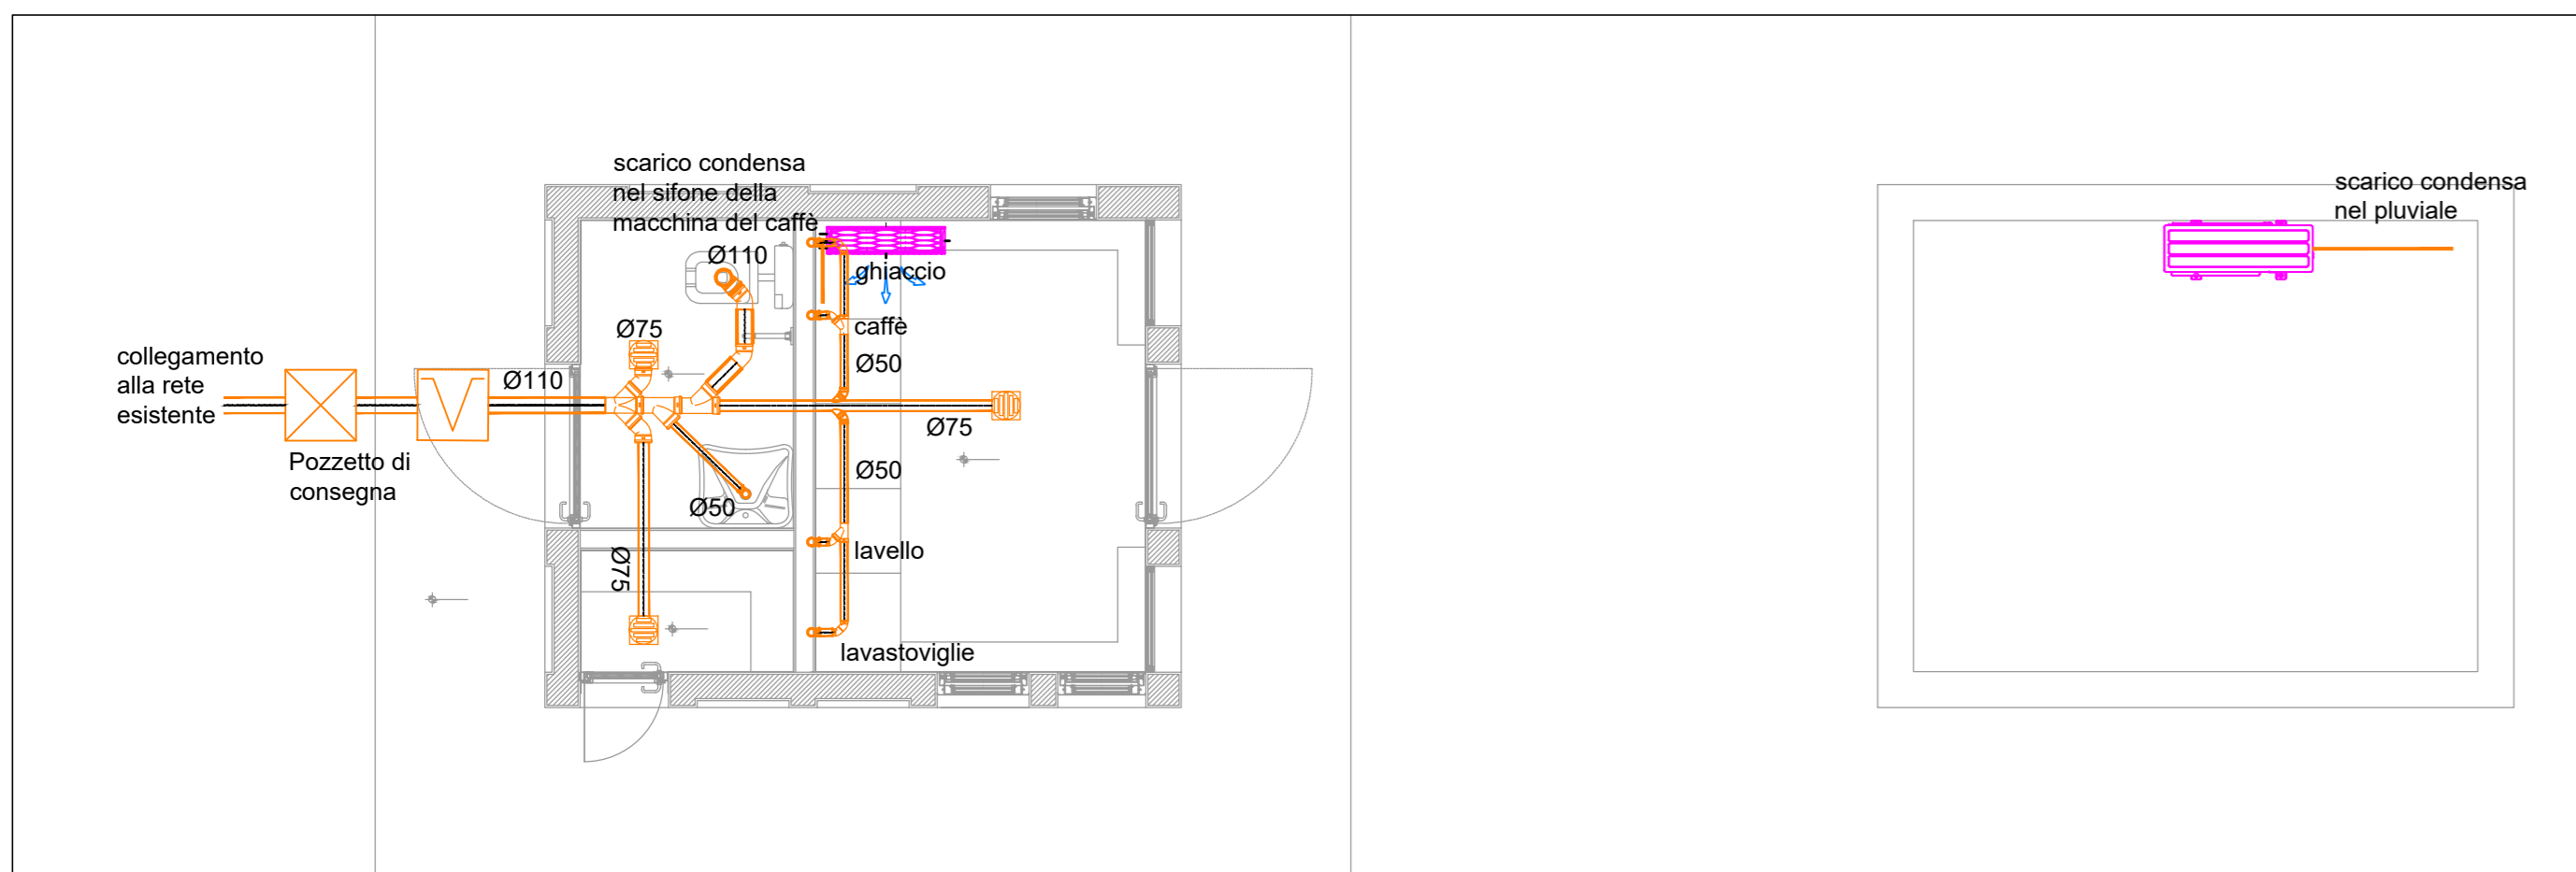 scarico condensa
nel sifone della
macchina del caffè
Ø110
ghiaccio
Ø75
caffè
Ø50
collegamento
alla rete
esistente
Ø110
Pozzetto di
consegna
Ø75
Ø50
Ø50
Ø75
lavello
lavastoviglie
scarico condensa
nel pluviale